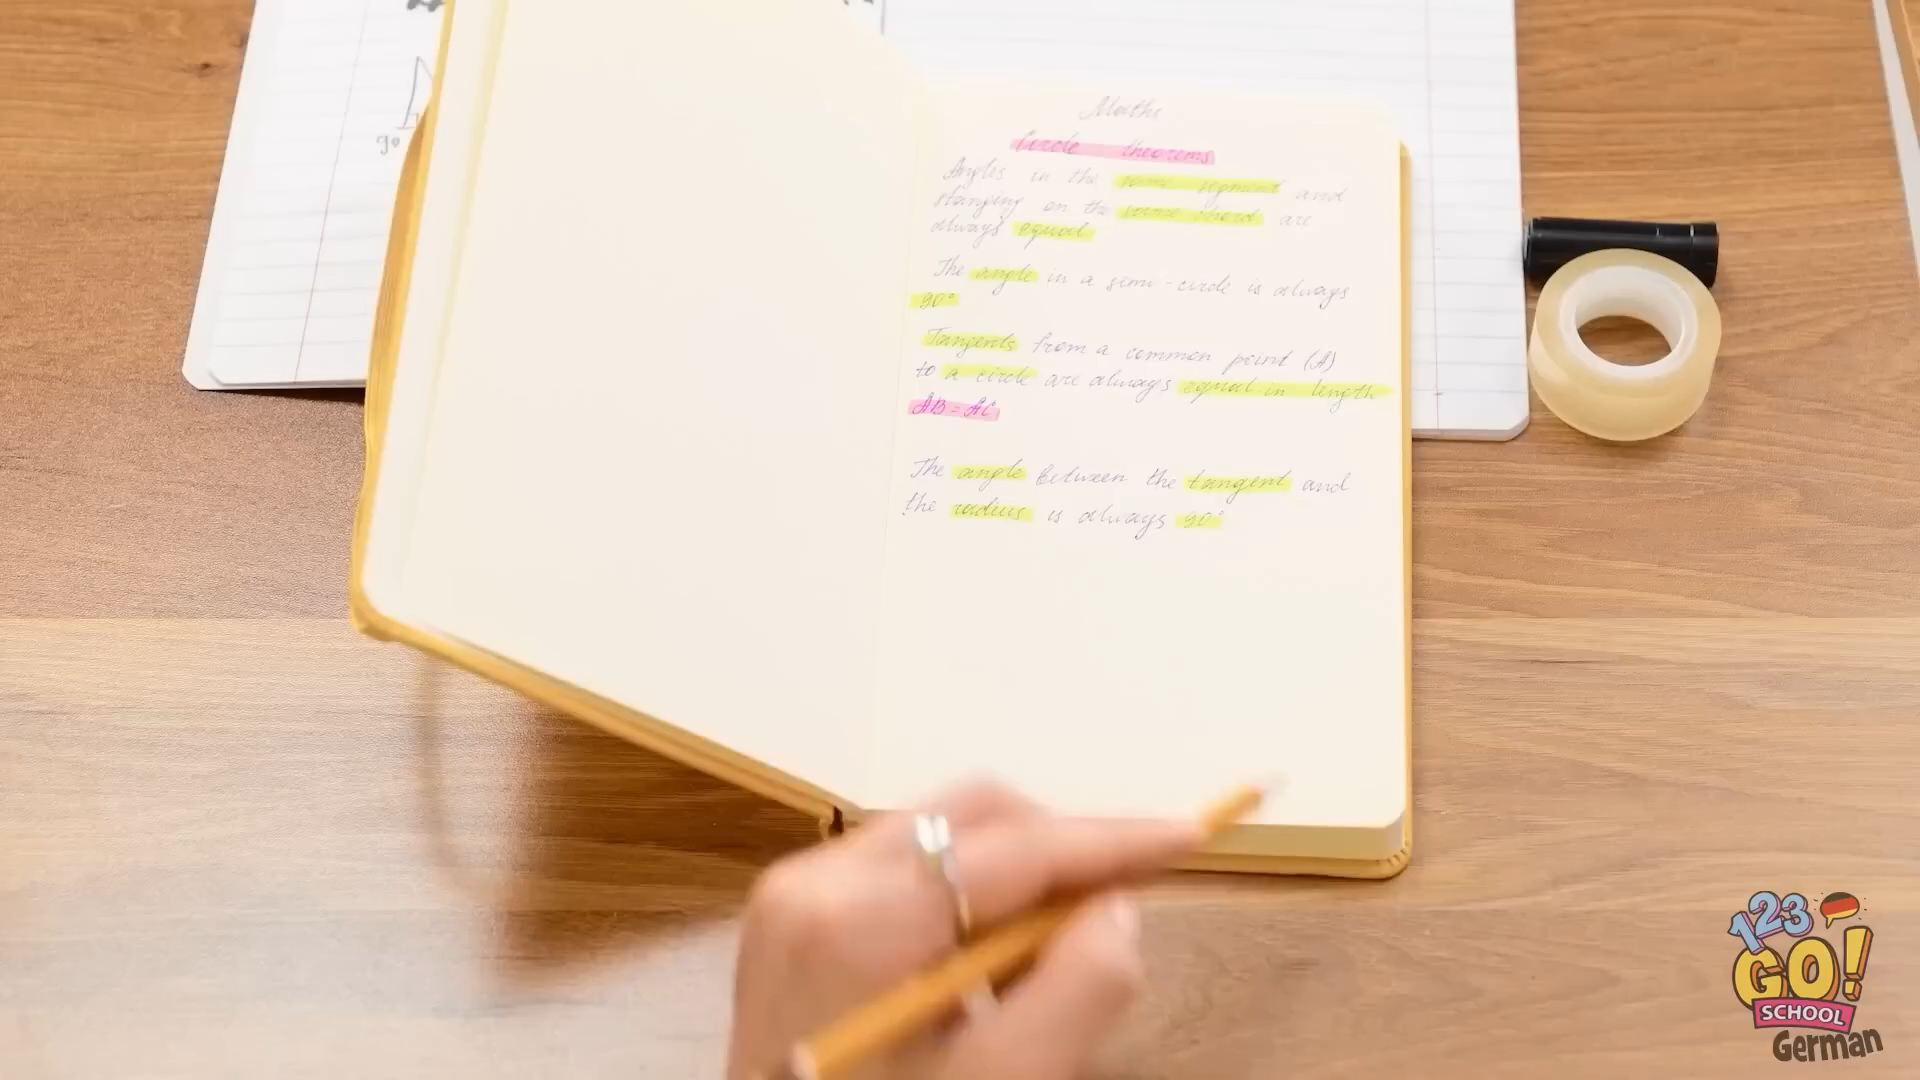 Maths
Circle theorems
Angles in the same segment and
stanging on the same chord are
always equal
The angle in a semi-circle is always
90°
Tangents from a common point (A)
to a circle are always equal in length
AB = AC
The angle between the tangent and
the radius is always 90°
90
123
GO!
SCHOOL
German